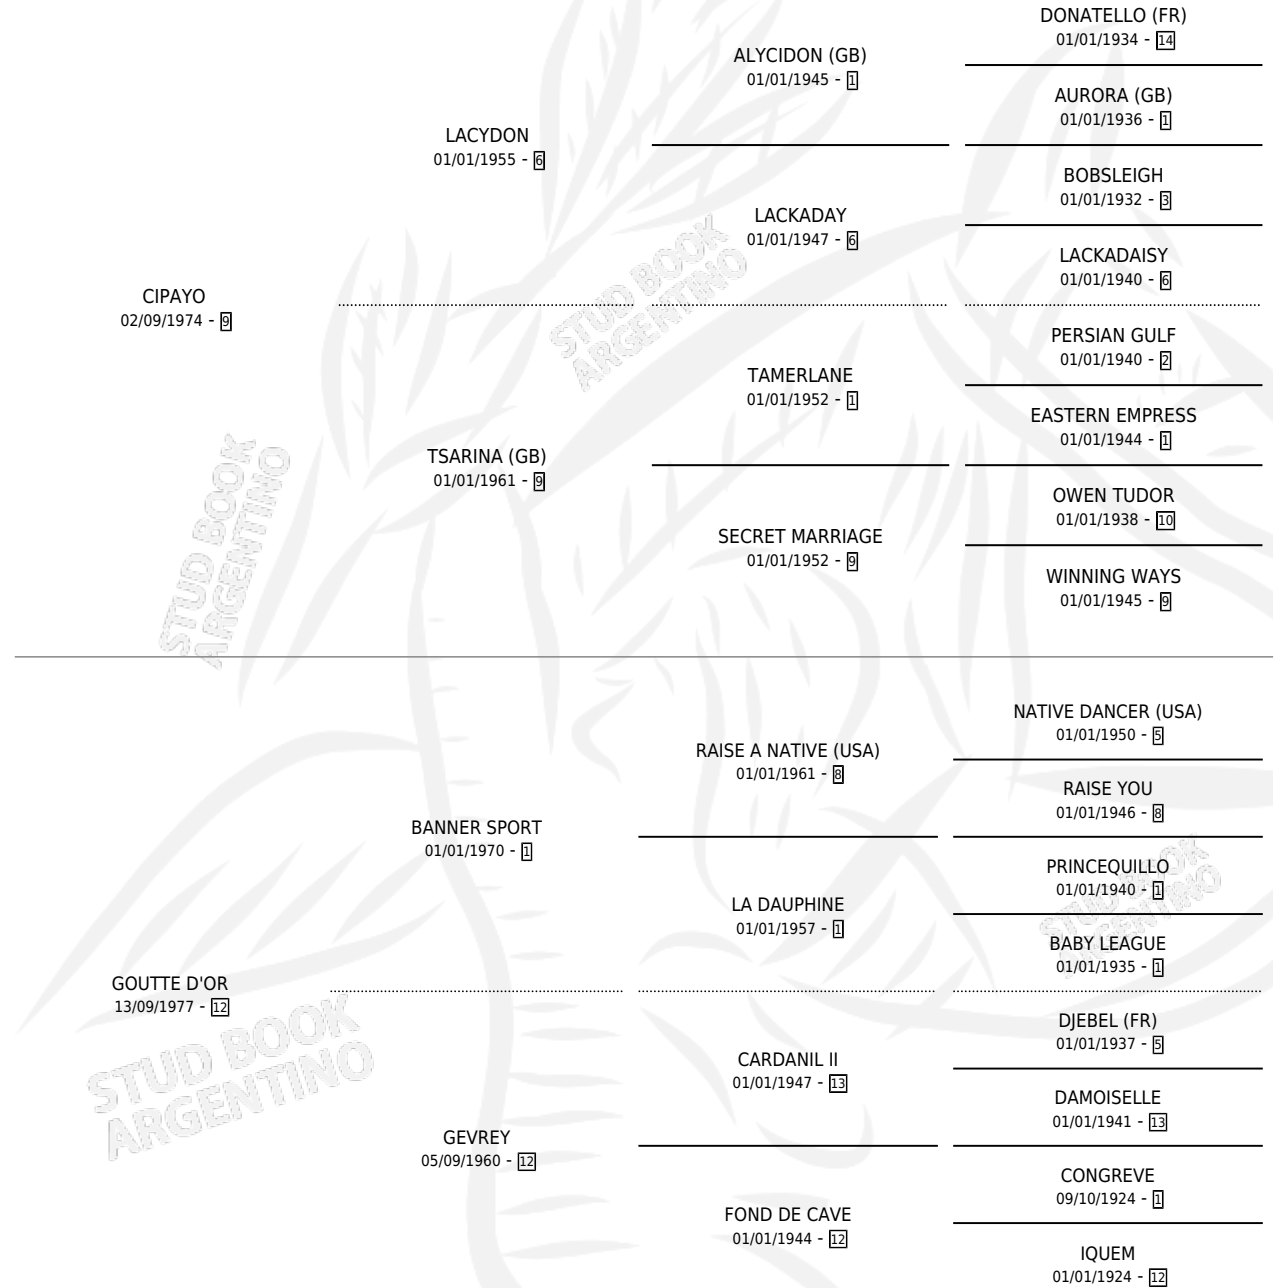 DONATELLO (FR)
01/01/1934 - 14
ALYCIDON (GB)
01/01/1945 - 1
AURORA (GB)
01/01/1936 - 1
LACYDON
01/01/1955 - 6
BOBSLEIGH
01/01/1932 - 3
LACKADAY
01/01/1947 - 6
LACKADAISY
01/01/1940 - 6
CIPAYO
02/09/1974 - 9
PERSIAN GULF
01/01/1940 - 2
TAMERLANE
01/01/1952 - 1
EASTERN EMPRESS
01/01/1944 - 1
TSARINA (GB)
01/01/1961 - 9
OWEN TUDOR
01/01/1938 - 10
SECRET MARRIAGE
01/01/1952 - 9
WINNING WAYS
01/01/1945 - 9
NATIVE DANCER (USA)
01/01/1950 - 5
RAISE A NATIVE (USA)
01/01/1961 - 8
RAISE YOU
01/01/1946 - 8
BANNER SPORT
01/01/1970 - 1
PRINCEQUILLO
01/01/1940 - 1
LA DAUPHINE
01/01/1957 - 1
BABY LEAGUE
01/01/1935 - 1
GOUTTE D'OR
13/09/1977 - 12
DJEBEL (FR)
01/01/1937 - 5
CARDANIL II
01/01/1947 - 13
DAMOISELLE
01/01/1941 - 13
GEVREY
05/09/1960 - 12
CONGREVE
09/10/1924 - 1
FOND DE CAVE
01/01/1944 - 12
IQUEM
01/01/1924 - 12
STUD BOOK
ARGENTINO
STUD BOOK
ARGENTINO
STUD BOOK
ARGENTINO
STUD BOOK
ARGENTINO